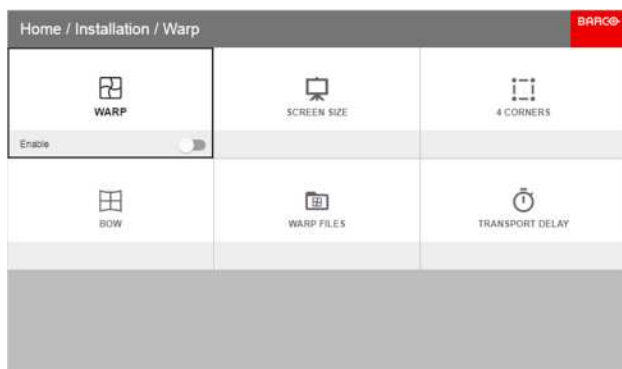 Home / Installation / Warp
BARCO
WARP
SCREEN SIZE
4 CORNERS
Enable
BOW
WARP FILES
TRANSPORT DELAY